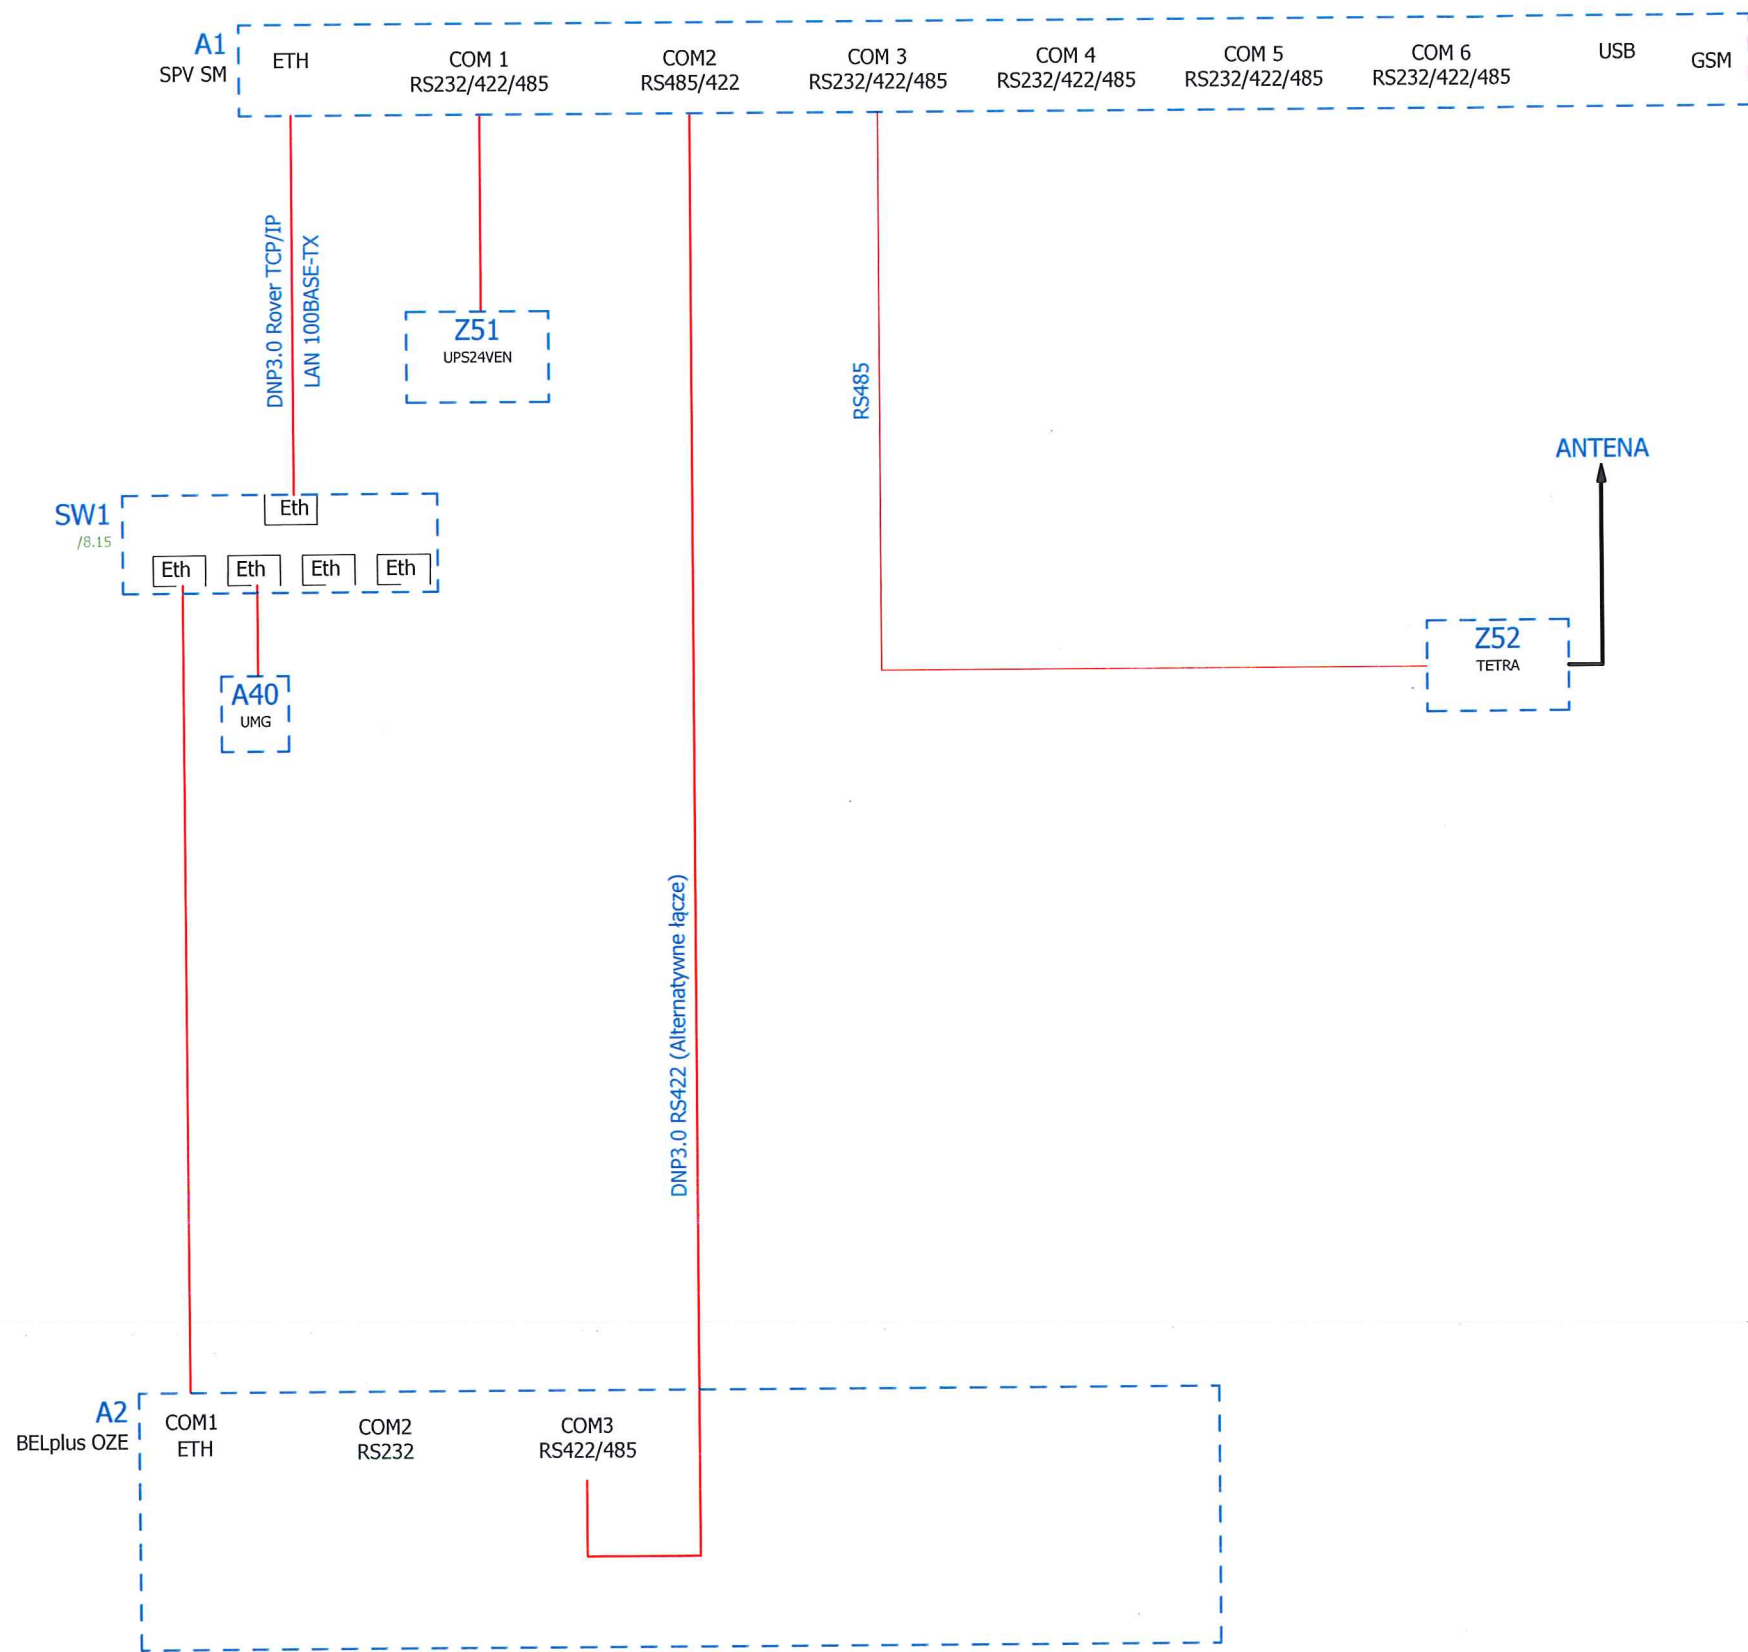 A1
SPV SM
ETH
COM 1
RS232/422/485
COM2
RS485/422
COM 3
RS232/422/485
COM 4
RS232/422/485
COM 5
RS232/422/485
COM 6
RS232/422/485
USB
GSM
DNP3.0 Rover TCP/IP
LAN 100BASE-TX
Z51
UPS24VEN
RS485
ANTENA
SW1
/8.15
Eth
Eth
Eth
Eth
Eth
Z52
TETRA
A40
UMG
DNP3.0 RS422 (Alternatywne łącze)
A2
BELplus OZE
COM1
ETH
COM2
RS232
COM3
RS422/485